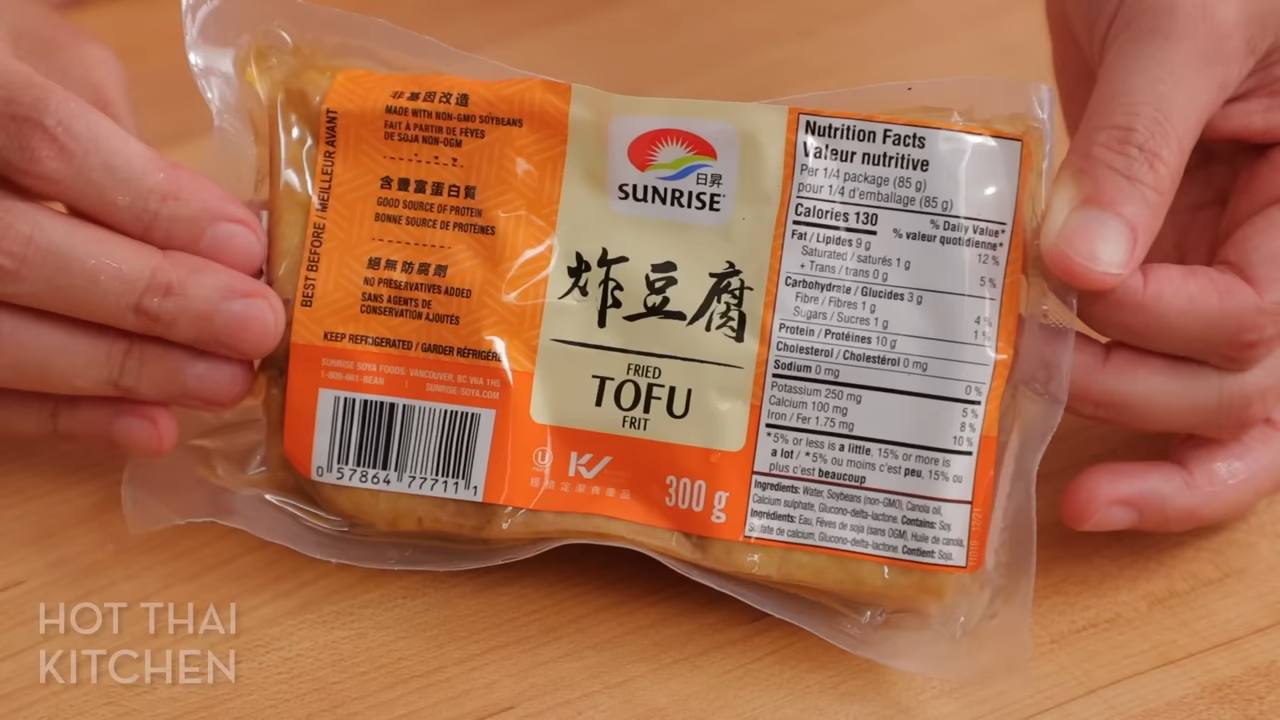 BEST BEFORE / MEILLEUR AVANT
非基因改造
MADE WITH NON-GMO SOYBEANS
FAIT À PARTIR DE FÈVES
DE SOJA NON-OGM
含豐富蛋白質
GOOD SOURCE OF PROTEIN
BONNE SOURCE DE PROTÉINES
絕無防腐劑
NO PRESERVATIVES ADDED
SANS AGENTS DE
CONSERVATION AJOUTÉS
KEEP REFRIGERATED / GARDER RÉFRIGÉRÉ
SUNRISE SOYA FOODS: VANCOUVER, BC V6A 1H5
1-809-661-BEAN | SUNRISE-SOYA.COM
0 57864 77711 1
日昇
SUNRISE
炸豆腐
FRIED
TOFU
FRIT
U
300 g
Nutrition Facts
Valeur nutritive
Per 1/4 package (85 g)
pour 1/4 d'emballage (85 g)
Calories 130
% Daily Value*
% valeur quotidienne*
Fat / Lipides 9 g 12 %
Saturated / saturés 1 g
+ Trans / trans 0 g 5 %
Carbohydrate / Glucides 3 g
Fibre / Fibres 1 g 4 %
Sugars / Sucres 1 g 1 %
Protein / Protéines 10 g
Cholesterol / Cholestérol 0 mg
Sodium 0 mg 0 %
Potassium 250 mg 5 %
Calcium 100 mg 8 %
Iron / Fer 1.75 mg 10 %
*5% or less is a little, 15% or more is
a lot / *5% ou moins c'est peu, 15% ou
plus c'est beaucoup
Ingredients: Water, Soybeans (non-GMO), Canola oil,
Calcium sulphate, Glucono-delta-lactone. Contains: Soy.
Ingrédients: Eau, Fèves de soja (sans OGM), Huile de canola,
Sulfate de calcium, Glucono-delta-lactone. Contient: Soja.
HOT THAI
KITCHEN